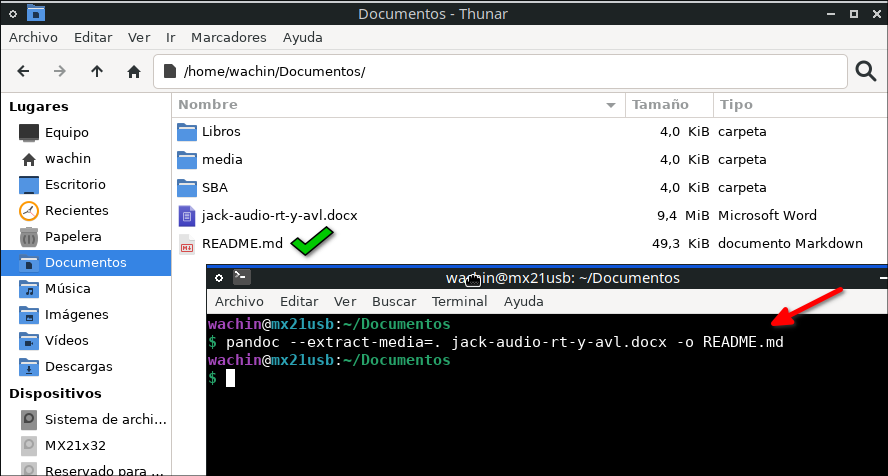 Documentos - Thunar
Archivo Editar Ver Ir Marcadores Ayuda
/home/wachin/Documentos/
Lugares
Equipo
wachin
Escritorio
Recientes
Papelera
Documentos
Música
Imágenes
Vídeos
Descargas
Dispositivos
Sistema de archi...
MX21x32
Reservado para ...
Nombre Tamaño Tipo
Libros 4,0 KiB carpeta
media 4,0 KiB carpeta
SBA 4,0 KiB carpeta
jack-audio-rt-y-avl.docx 9,4 MiB Microsoft Word
README.md 49,3 KiB documento Markdown
wachin@mx21usb: ~/Documentos
Archivo Editar Ver Buscar Terminal Ayuda
wachin@mx21usb:~/Documentos
$ pandoc --extract-media=. jack-audio-rt-y-avl.docx -o README.md
wachin@mx21usb:~/Documentos
$